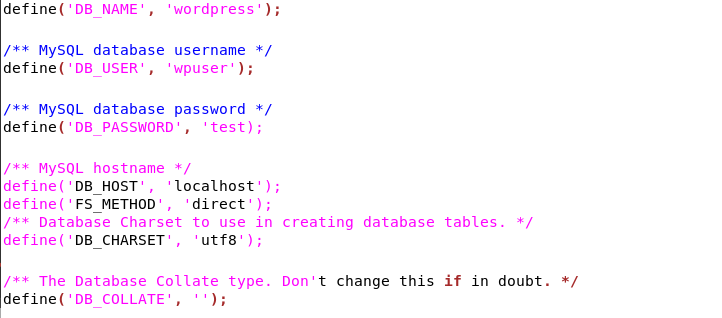 define('DB_NAME', 'wordpress');
/** MySQL database username */
define('DB_USER', 'wpuser');
/** MySQL database password */
define('DB_PASSWORD', 'test);
/** MySQL hostname */
define('DB_HOST', 'localhost');
define('FS_METHOD', 'direct');
/** Database Charset to use in creating database tables. */
define('DB_CHARSET', 'utf8');
/** The Database Collate type. Don't change this if in doubt. */
define('DB_COLLATE', '');